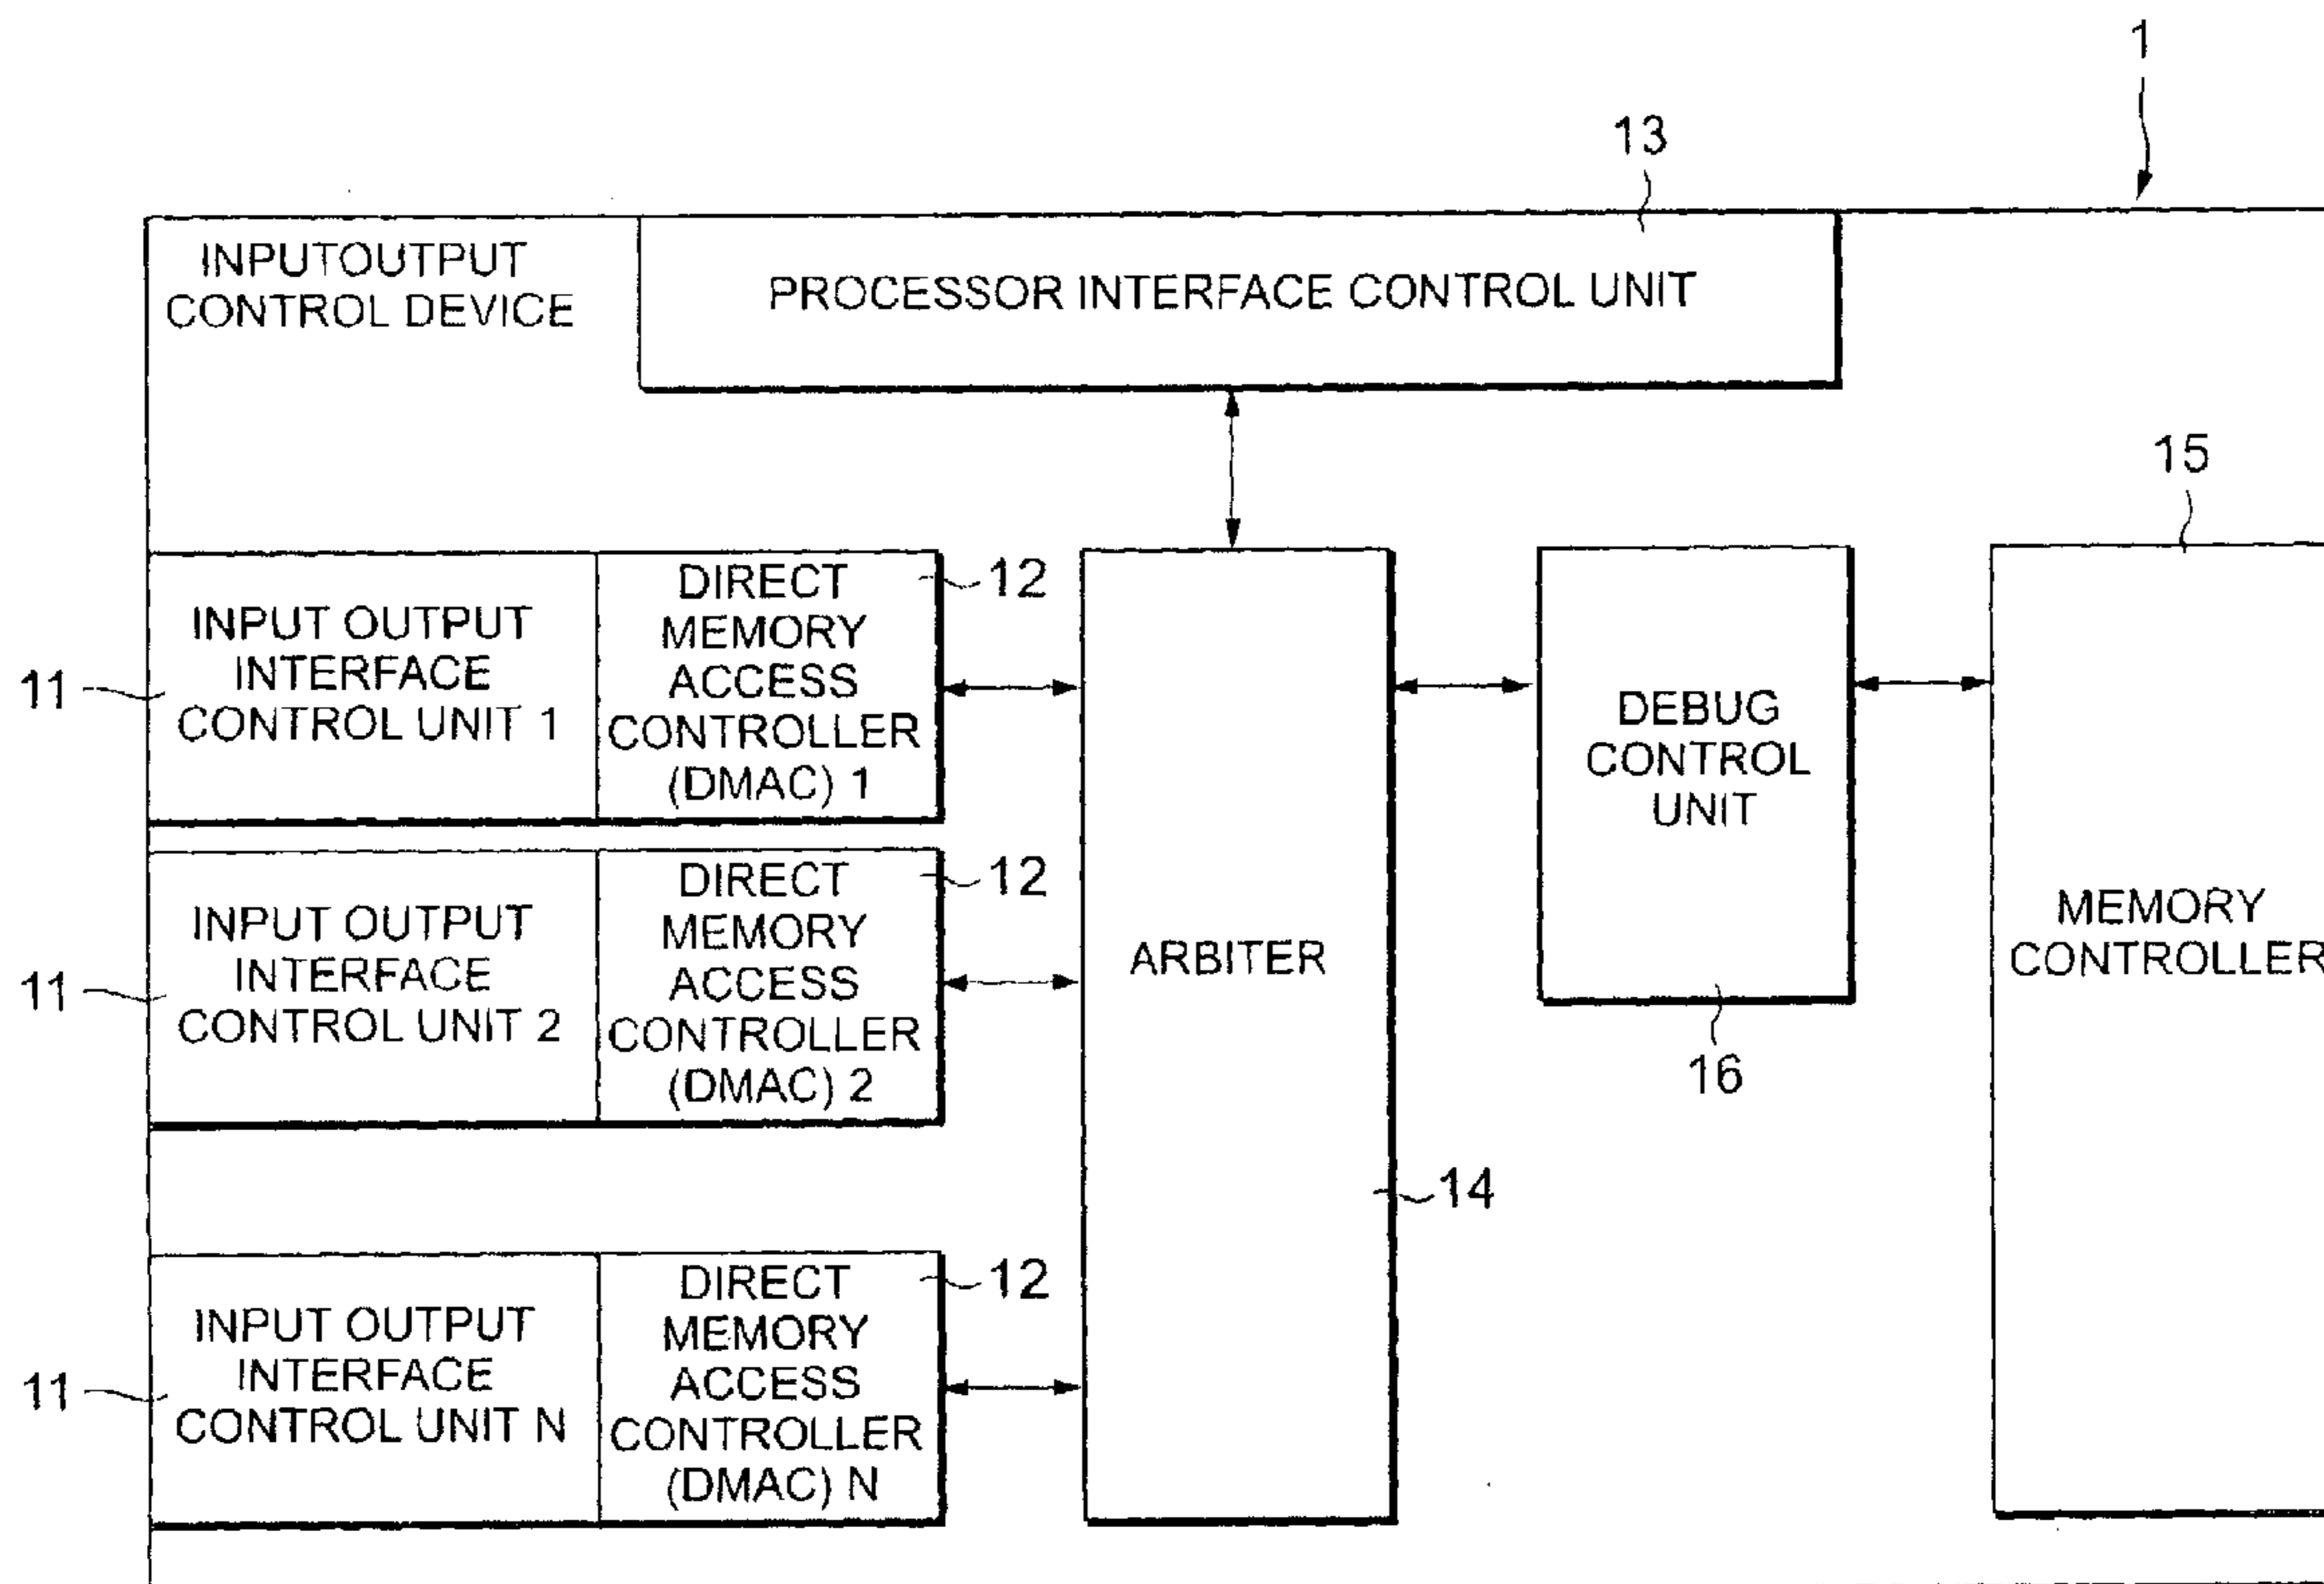 1
13
INPUTOUTPUT
CONTROL DEVICE
PROCESSOR INTERFACE CONTROL UNIT
15
11
INPUT OUTPUT
INTERFACE
CONTROL UNIT 1
DIRECT
MEMORY
ACCESS
CONTROLLER
(DMAC) 1
12
11
INPUT OUTPUT
INTERFACE
CONTROL UNIT 2
DIRECT
MEMORY
ACCESS
CONTROLLER
(DMAC) 2
12
11
INPUT OUTPUT
INTERFACE
CONTROL UNIT N
DIRECT
MEMORY
ACCESS
CONTROLLER
(DMAC) N
12
ARBITER
14
DEBUG
CONTROL
UNIT
16
MEMORY
CONTROLLER